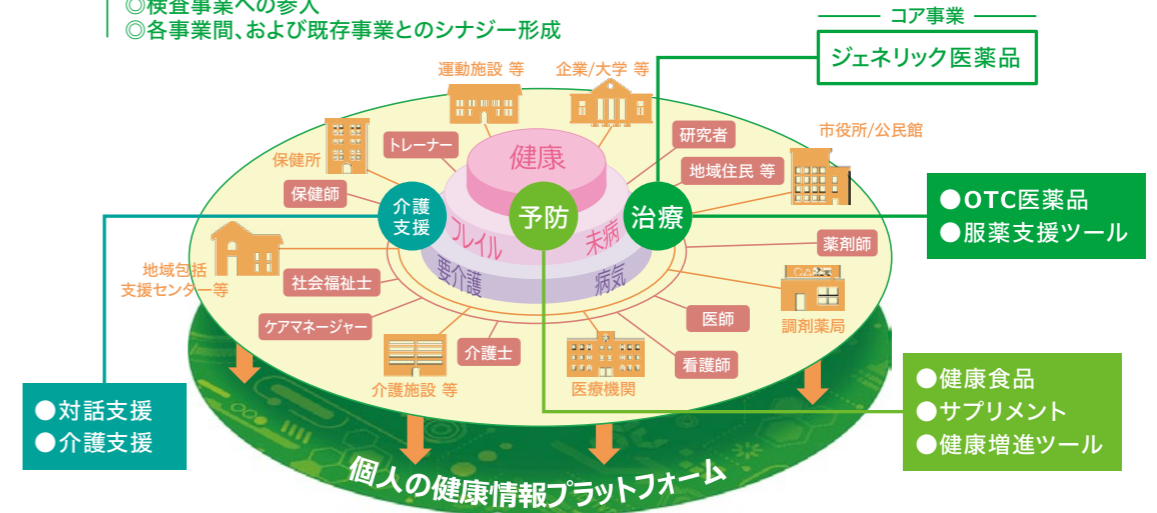 ◎検査事業への参入
◎各事業間、および既存事業とのシナジー形成
コア事業
ジェネリック医薬品
運動施設 等
企業/大学 等
市役所/公民館
保健所
トレーナー
健康
研究者
地域住民 等
保健師
介護
支援
予防
治療
●OTC医薬品
●服薬支援ツール
フレイル
未病
薬剤師
地域包括
支援センター等
社会福祉士
要介護
病気
ケアマネージャー
介護士
医師
調剤薬局
看護師
介護施設 等
医療機関
●対話支援
●介護支援
●健康食品
●サプリメント
●健康増進ツール
個人の健康情報プラットフォーム